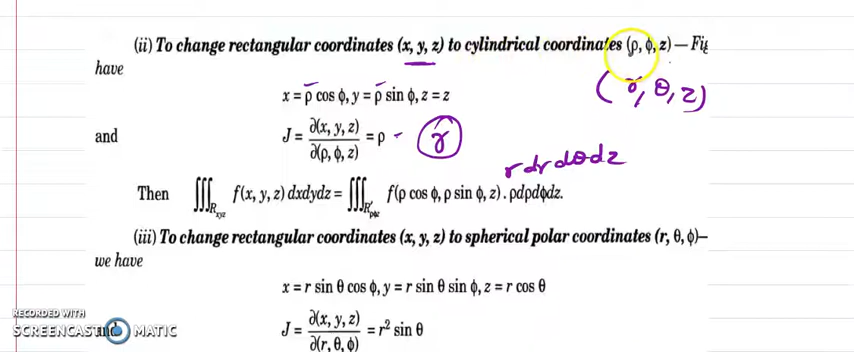 (ii) To change rectangular coordinates (x, y, z) to cylindrical coordinates (ρ, ϕ, z) — Fig
have
x = ρ cos ϕ, y = ρ sin ϕ, z = z
(r, θ, z)
and J = ∂(x, y, z)/∂(ρ, ϕ, z) = ρ - r
r dr dθ dz
Then ∭R_xyz f(x, y, z) dxdydz = ∭R'_ρϕz f(ρ cos ϕ, ρ sin ϕ, z) . ρdρdϕdz.
(iii) To change rectangular coordinates (x, y, z) to spherical polar coordinates (r, θ, ϕ)–
we have
x = r sin θ cos ϕ, y = r sin θ sin ϕ, z = r cos θ
RECORDED WITH
SCREENCAST MATIC
J = ∂(x, y, z)/∂(r, θ, ϕ) = r² sin θ